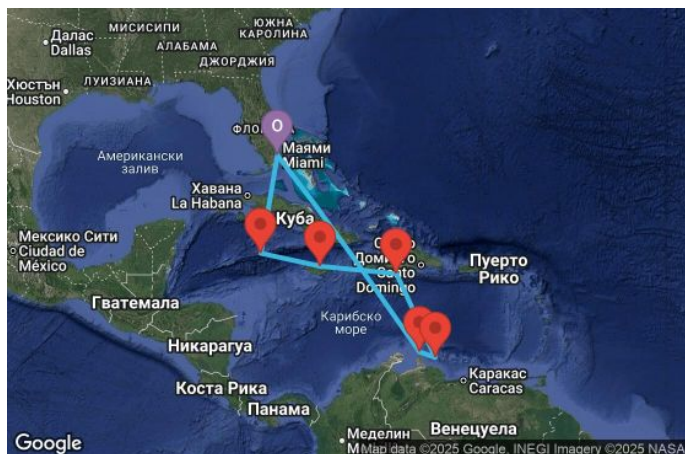 Далас
Dallas
МИСИСИПИ
ЮЖНА
КАРОЛИНА
АЛАБАМА
ДЖОРДЖИЯ
Хюстън
Houston
ЛУИЗИАНА
O
Маями
Miami
Американски
залив
Хавана
La Habana
Куба
Мексико Сити
Ciudad de
México
Santo
Domingo
Пуерто
Рико
Гватемала
Карибско
море
Никарагуа
Коста Рика
Каракас
Caracas
Панама
Венецуела
Меделин
Google
Map data ©2025 Google, INEGI Imagery ©2025 NASA